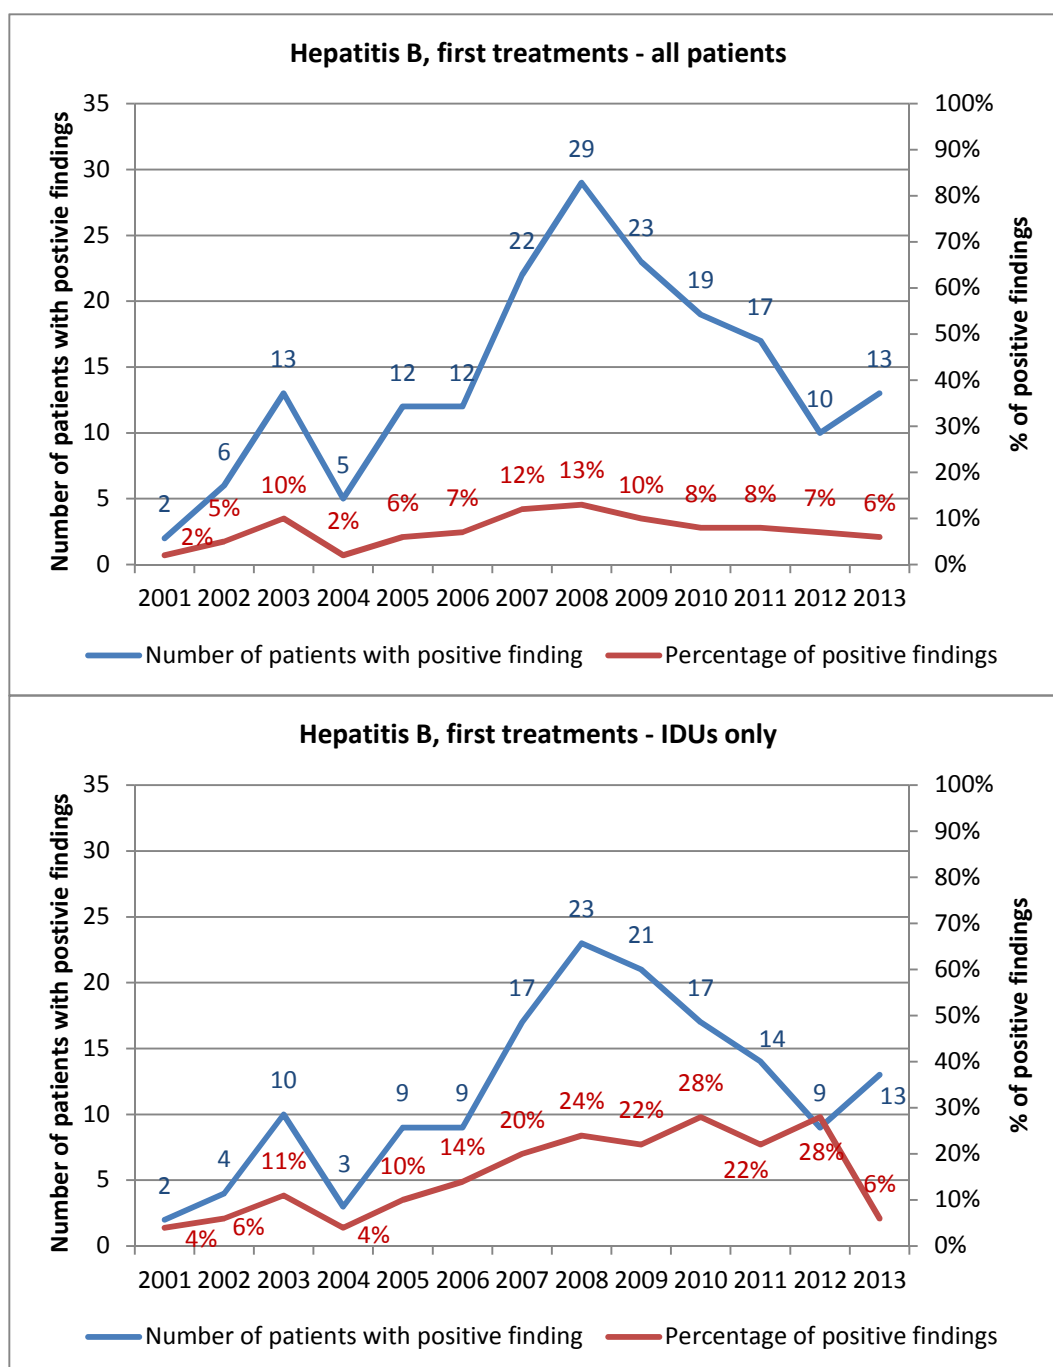 Hepatitis B, first treatments - all patients
Number of patients with postivie findings
% of positive findings
35
30
25
20
15
10
5
0
100%
90%
80%
70%
60%
50%
40%
30%
20%
10%
0%
2 6 13 5 12 12 22 29 23 19 17 10 13
2% 5% 10% 2% 6% 7% 12% 13% 10% 8% 8% 7% 6%
2001 2002 2003 2004 2005 2006 2007 2008 2009 2010 2011 2012 2013
Number of patients with positive finding Percentage of positive findings
Hepatitis B, first treatments - IDUs only
Number of patients with postivie findings
% of positive findings
35
30
25
20
15
10
5
0
100%
90%
80%
70%
60%
50%
40%
30%
20%
10%
0%
2 4 10 3 9 9 17 23 21 17 14 9 13
4% 6% 11% 4% 10% 14% 20% 24% 22% 28% 22% 28% 6%
2001 2002 2003 2004 2005 2006 2007 2008 2009 2010 2011 2012 2013
Number of patients with positive finding Percentage of positive findings